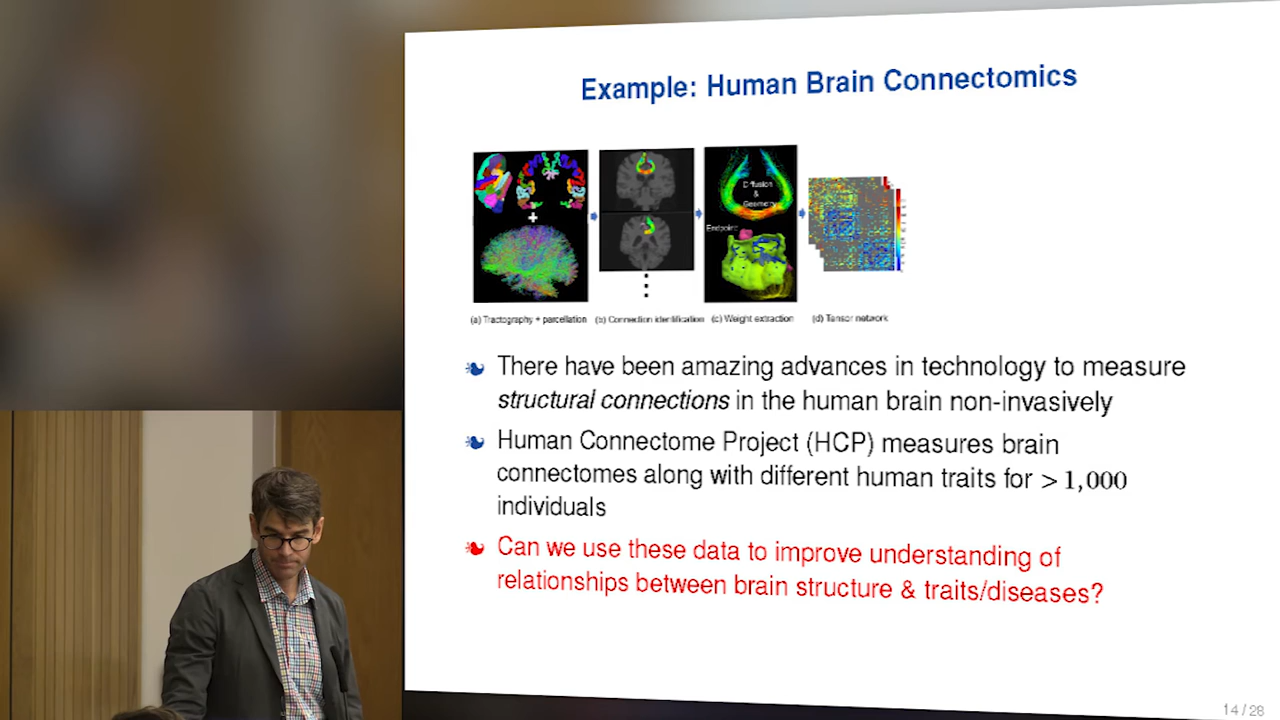 Example: Human Brain Connectomics
Diffusion
&
Geometry
Endpoint
(a) Tractography + parcellation (b) Connection identification (c) Weight extraction (d) Tensor network
There have been amazing advances in technology to measure
structural connections in the human brain non-invasively
Human Connectome Project (HCP) measures brain
connectomes along with different human traits for > 1,000
individuals
Can we use these data to improve understanding of
relationships between brain structure & traits/diseases?
14 / 28